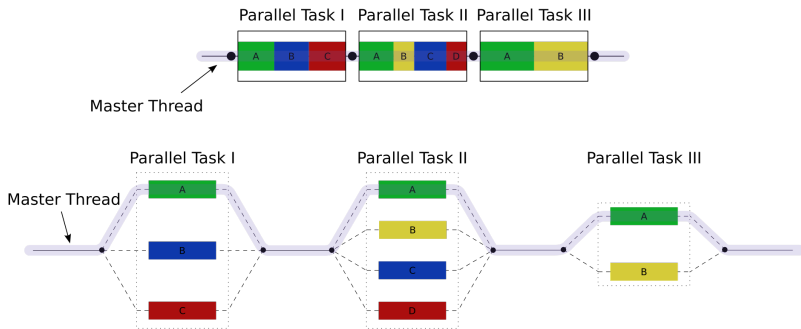 Parallel Task I Parallel Task II Parallel Task III
A B C A B C D A B
Master Thread
Parallel Task I Parallel Task II Parallel Task III
A A
Master Thread
B A
B C B
C D